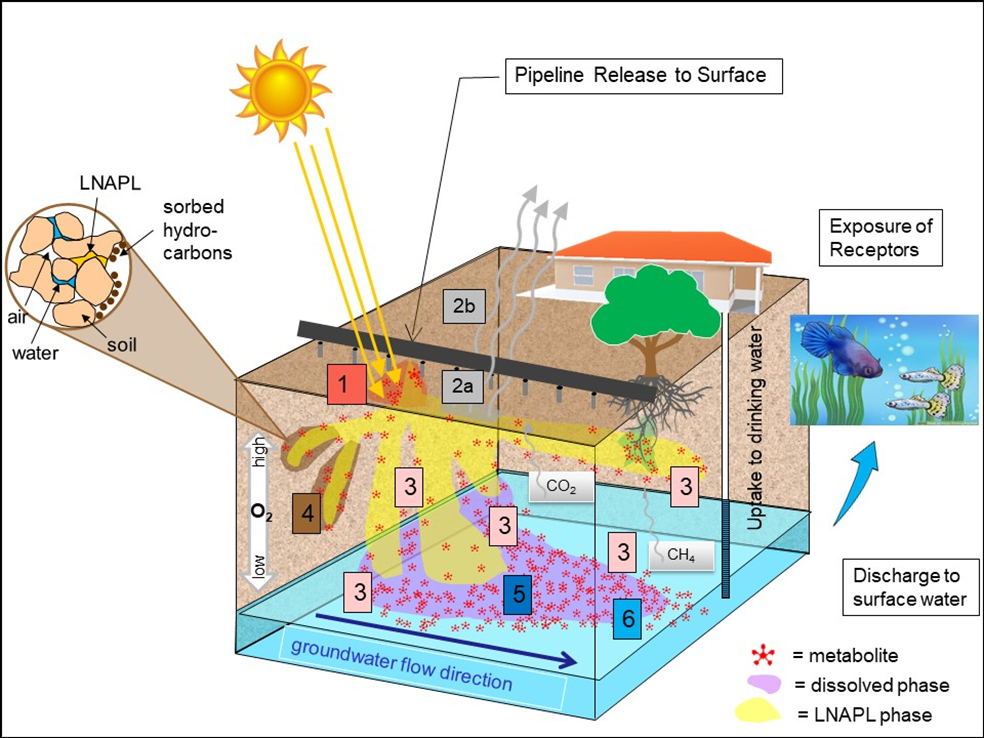 Pipeline Release to Surface
LNAPL
sorbed
hydro-
carbons
air
water
soil
Exposure of
Receptors
2b
1
2a
Uptake to drinking water
high
O2
low
4
3
3
3
3
3
CO2
CH4
5
6
Discharge to
surface water
groundwater flow direction
= metabolite
= dissolved phase
= LNAPL phase